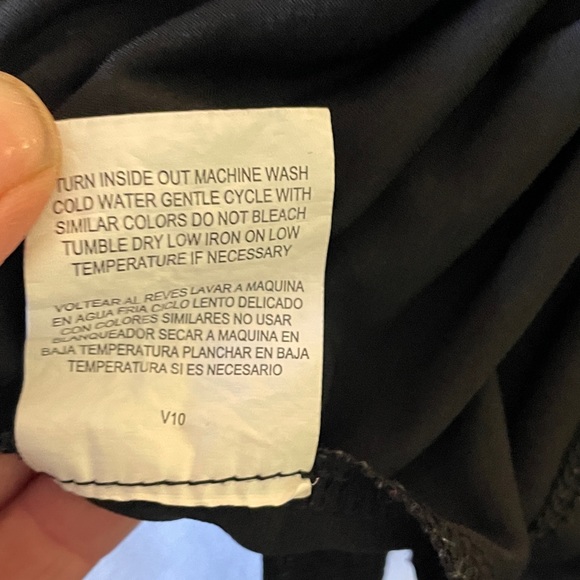 TURN INSIDE OUT MACHINE WASH
COLD WATER GENTLE CYCLE WITH
SIMILAR COLORS DO NOT BLEACH
TUMBLE DRY LOW IRON ON LOW
TEMPERATURE IF NECESSARY
VOLTEAR AL REVES LAVAR A MAQUINA
EN AGUA FRIA CICLO LENTO DELICADO
CON COLORES SIMILARES NO USAR
BLANQUEADOR SECAR A MAQUINA EN
BAJA TEMPERATURA PLANCHAR EN BAJA
TEMPERATURA SI ES NECESARIO
V10